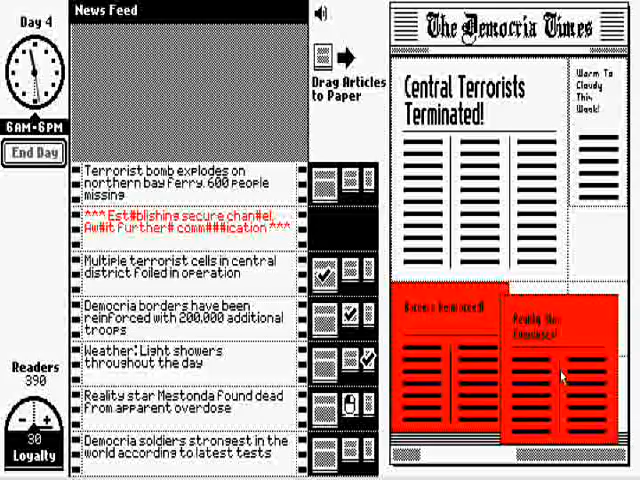 Day 4
6AM-6PM
End Day
Readers
390
- +
30
Loyalty
News Feed
Terrorist bomb explodes on
northern bay ferry. 600 people
missing
*** Est#blishing secure chan#el.
Aw#it further# comm###ication ***
Multiple terrorist cells in central
district foiled in operation
Democria borders have been
reinforced with 200,000 additional
troops
Weather: Light showers
throughout the day
Reality star Mestonda found dead
from apparent overdose
Democria soldiers strongest in the
world according to latest tests
Drag Articles
to Paper
The Democria Times
Central Terrorists
Terminated!
Warm To
Cloudy
This
Week!
Borders Reinforced!
Reality Star